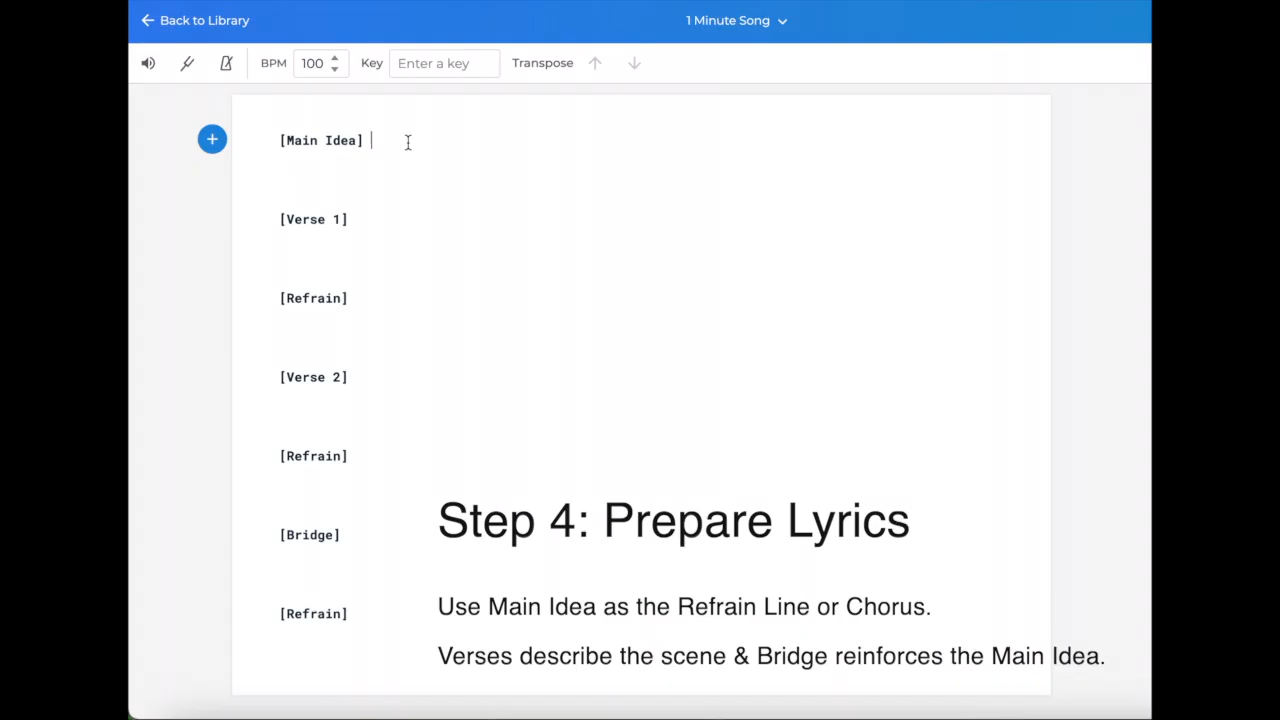 Back to Library
1 Minute Song
BPM 100 Key Enter a key Transpose
[Main Idea]
[Verse 1]
[Refrain]
[Verse 2]
[Refrain]
Step 4: Prepare Lyrics
[Bridge]
Use Main Idea as the Refrain Line or Chorus.
[Refrain]
Verses describe the scene & Bridge reinforces the Main Idea.